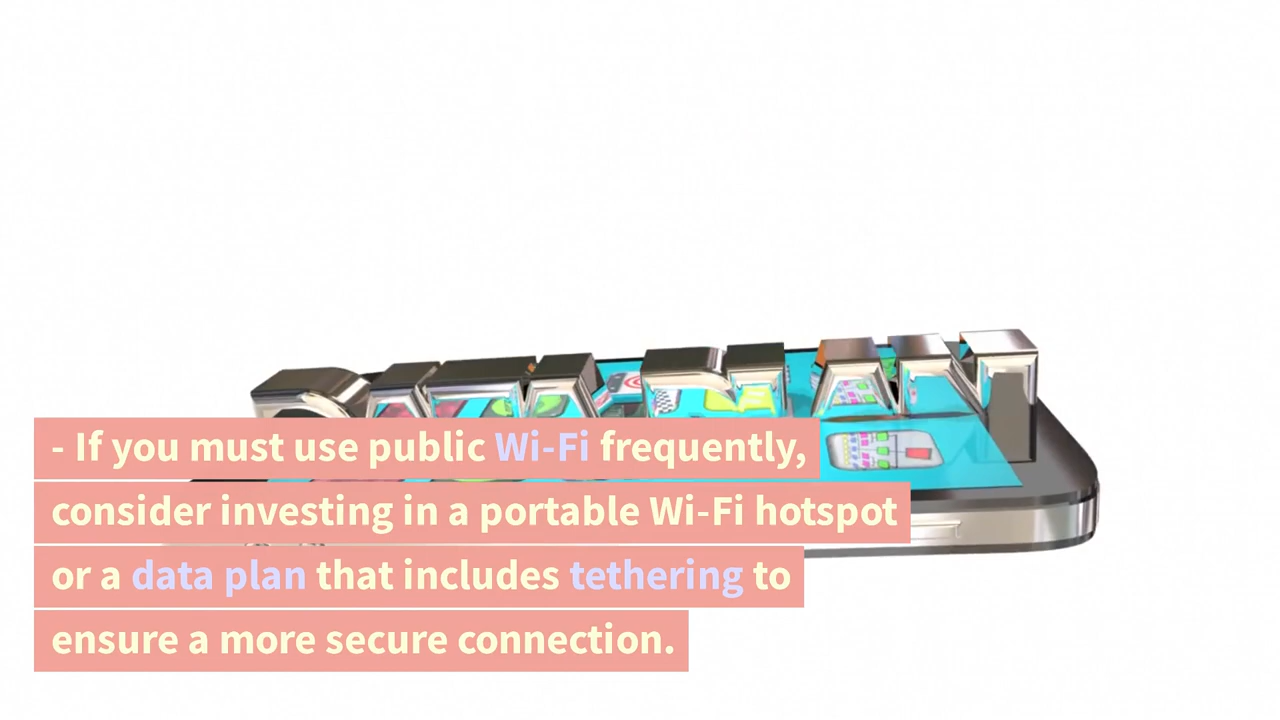 - If you must use public Wi-Fi frequently,
consider investing in a portable Wi-Fi hotspot
or a data plan that includes tethering to
ensure a more secure connection.